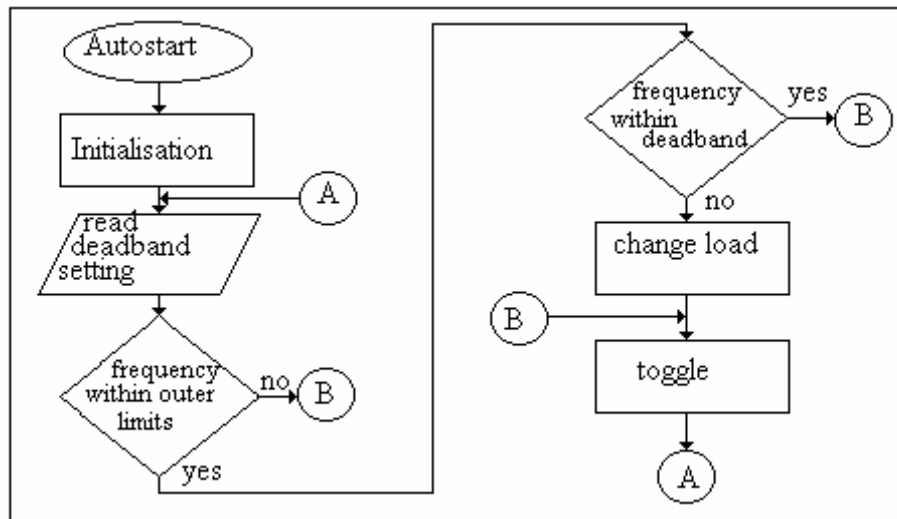 Autostart
Initialisation
A
read
deadband
setting
frequency
within outer
limits
no
B
yes
frequency
within
deadband
yes
B
no
change load
B
toggle
A